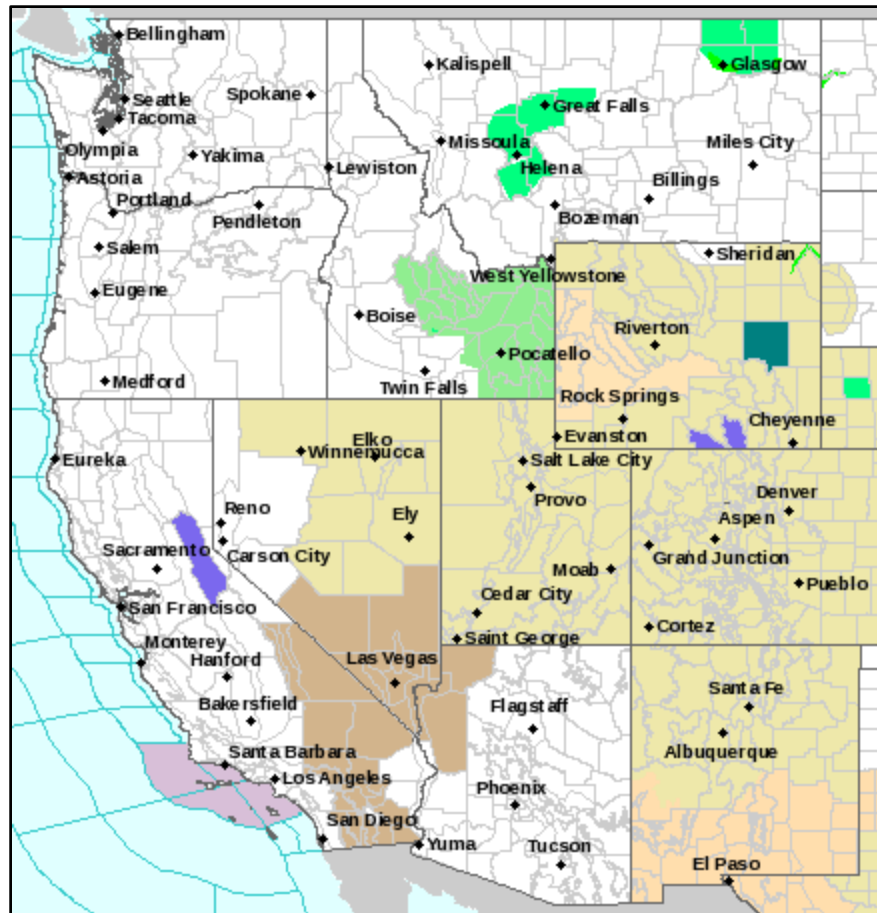 Bellingham
Kalispell
Glasgow
Seattle
Spokane
Great Falls
Tacoma
Olympia
Missoula
Miles City
Yakima
Lewiston
Helena
Astoria
Billings
Portland
Pendleton
Bozeman
Salem
Sheridan
West Yellowstone
Eugene
Boise
Riverton
Pocatello
Medford
Twin Falls
Rock Springs
Cheyenne
Elko
Evanston
Eureka
Winnemucca
Salt Lake City
Provo
Denver
Reno
Ely
Aspen
Sacramento
Carson City
Grand Junction
Moab
Pueblo
San Francisco
Cedar City
Cortez
Saint George
Monterey
Hanford
Las Vegas
Santa Fe
Bakersfield
Flagstaff
Albuquerque
Santa Barbara
Los Angeles
Phoenix
San Diego
Yuma
Tucson
El Paso